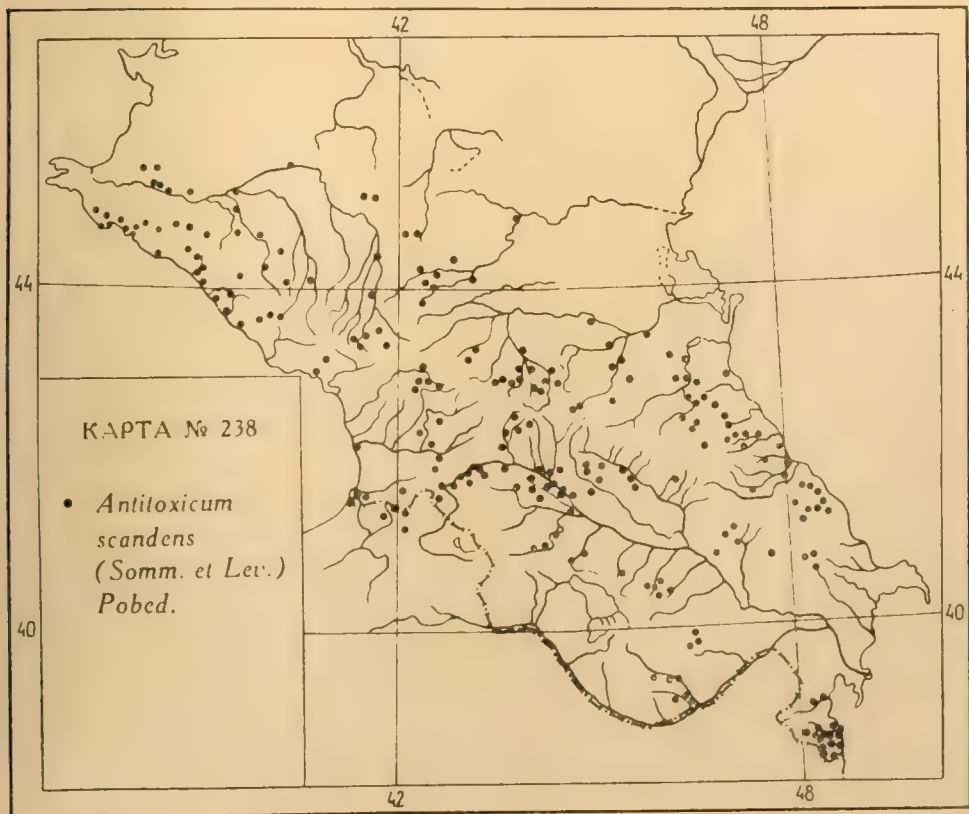 42 48
44 44
КАРТА № 238
• Antitoxicum
scandens
(Somm. et Lev.)
Pobed.
40 40
42 48